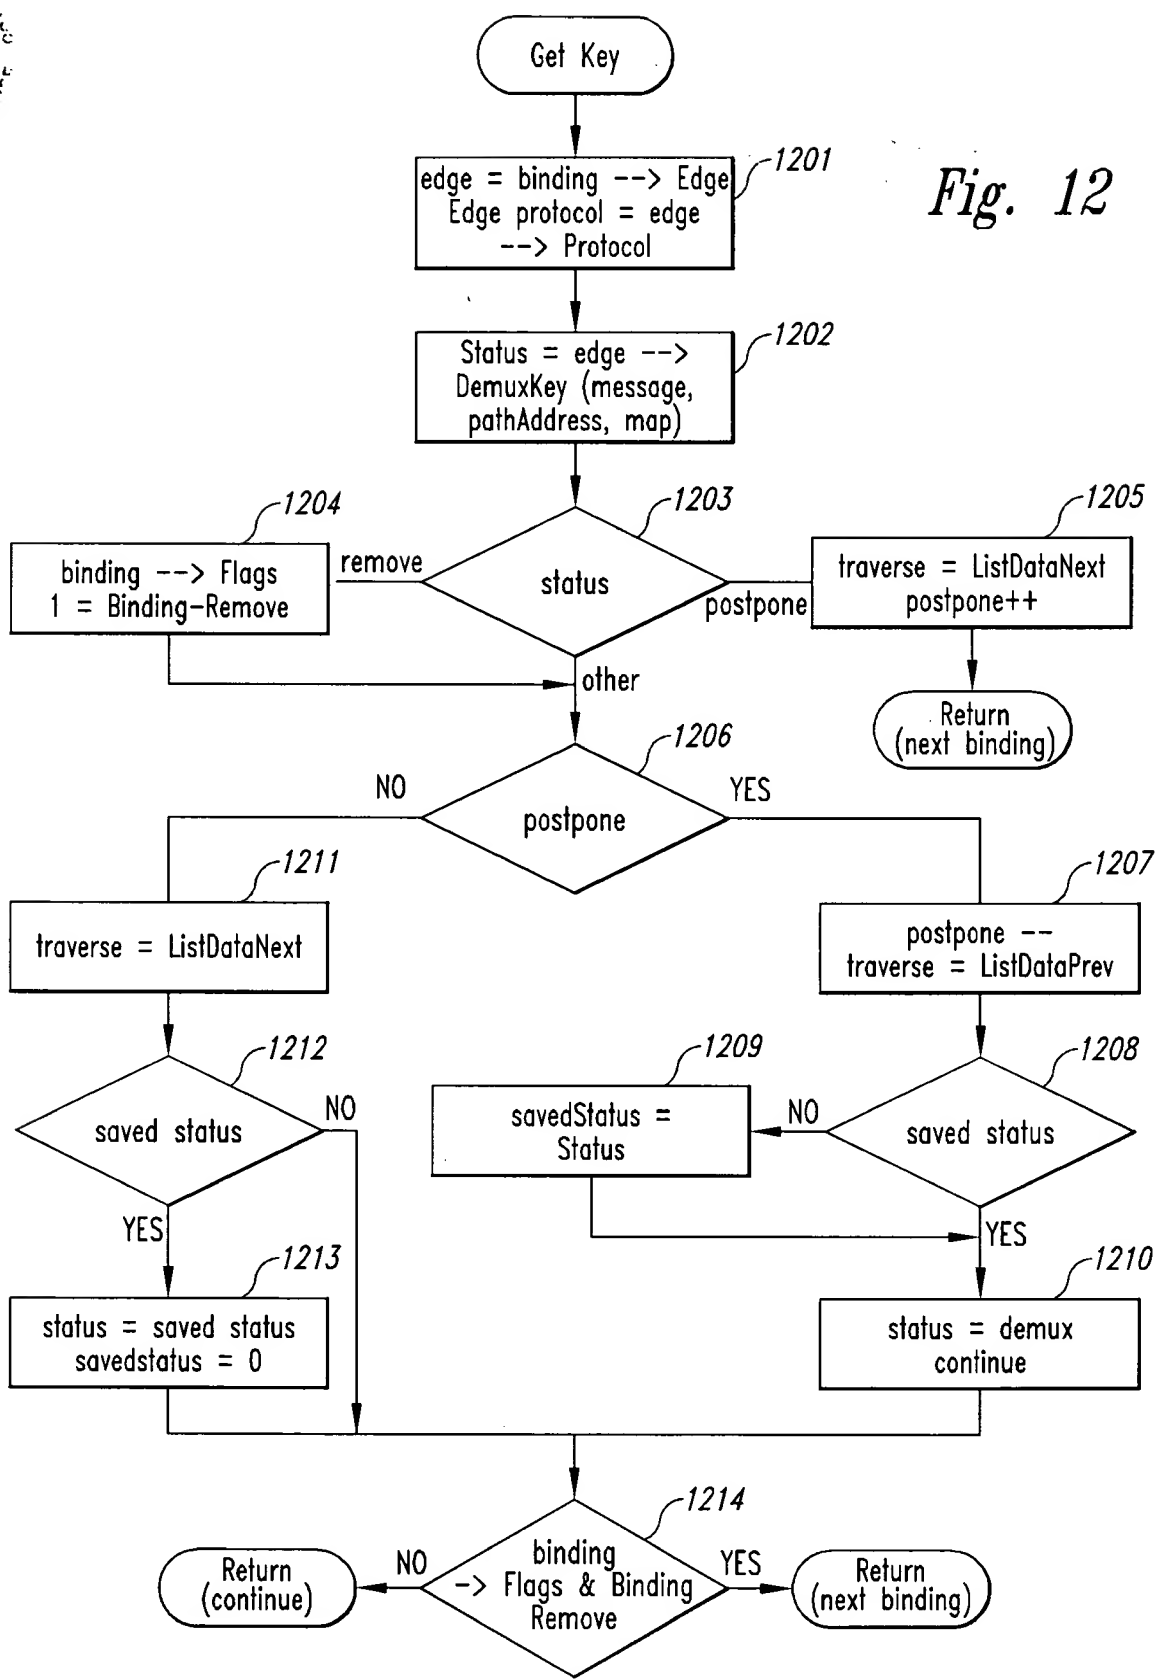 Get Key
1201
Fig. 12
edge = binding --> Edge
Edge protocol = edge
--> Protocol
1202
Status = edge -->
DemuxKey (message,
pathAddress, map)
1204
1203
1205
binding --> Flags
1 = Binding-Remove
remove
status
postpone
traverse = ListDataNext
postpone++
other
Return
(next binding)
1206
NO
YES
postpone
1211
1207
traverse = ListDataNext
postpone --
traverse = ListDataPrev
1212
1209
1208
saved status
NO
savedStatus =
Status
NO
saved status
YES
YES
1213
1210
status = saved status
savedstatus = 0
status = demux
continue
1214
Return
(continue)
NO
binding
-> Flags & Binding
Remove
YES
Return
(next binding)